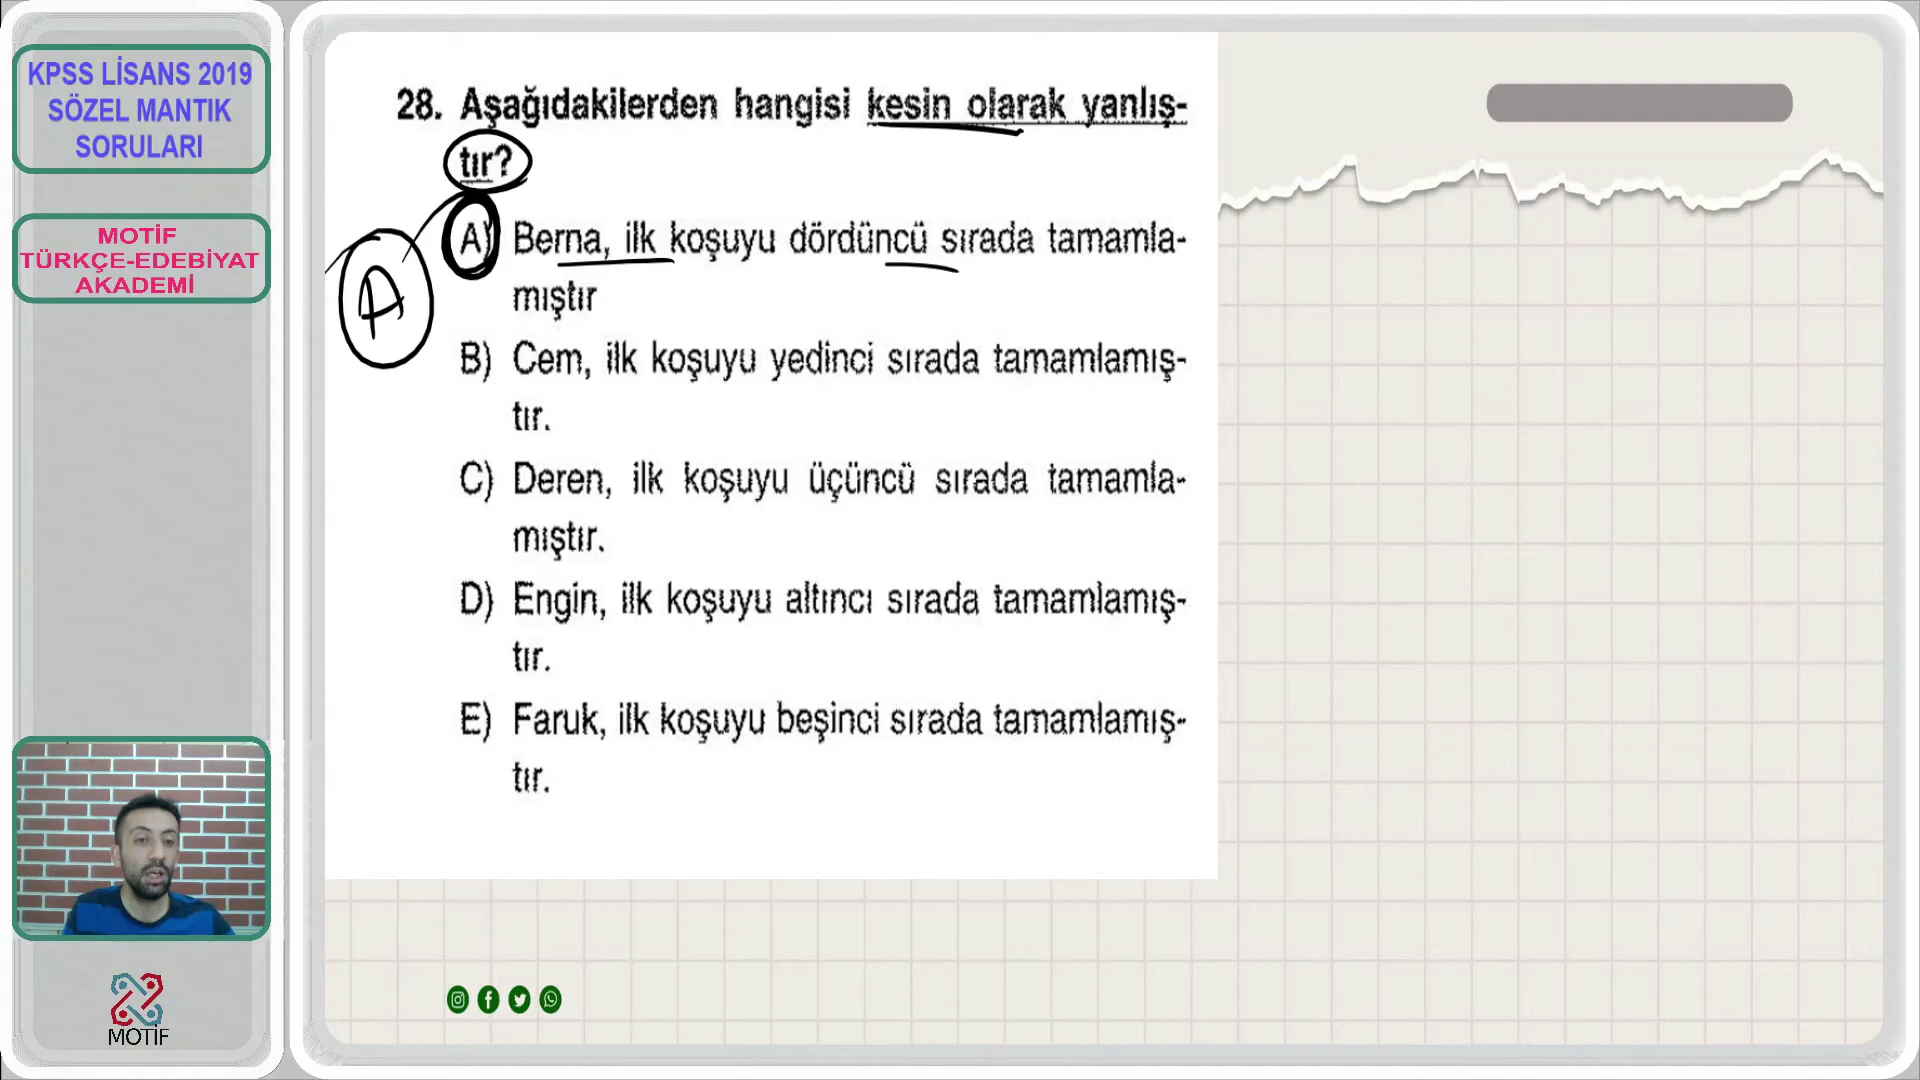 KPSS LİSANS 2019
SÖZEL MANTIK
SORULARI
MOTİF
TÜRKÇE-EDEBİYAT
AKADEMİ
28. Aşağıdakilerden hangisi kesin olarak yanlış-
tır?
A) Berna, ilk koşuyu dördüncü sırada tamamla-
mıştır
A
B) Cem, ilk koşuyu yedinci sırada tamamlamış-
tır.
C) Deren, ilk koşuyu üçüncü sırada tamamla-
mıştır.
D) Engin, ilk koşuyu altıncı sırada tamamlamış-
tır.
E) Faruk, ilk koşuyu beşinci sırada tamamlamış-
tır.
MOTİF